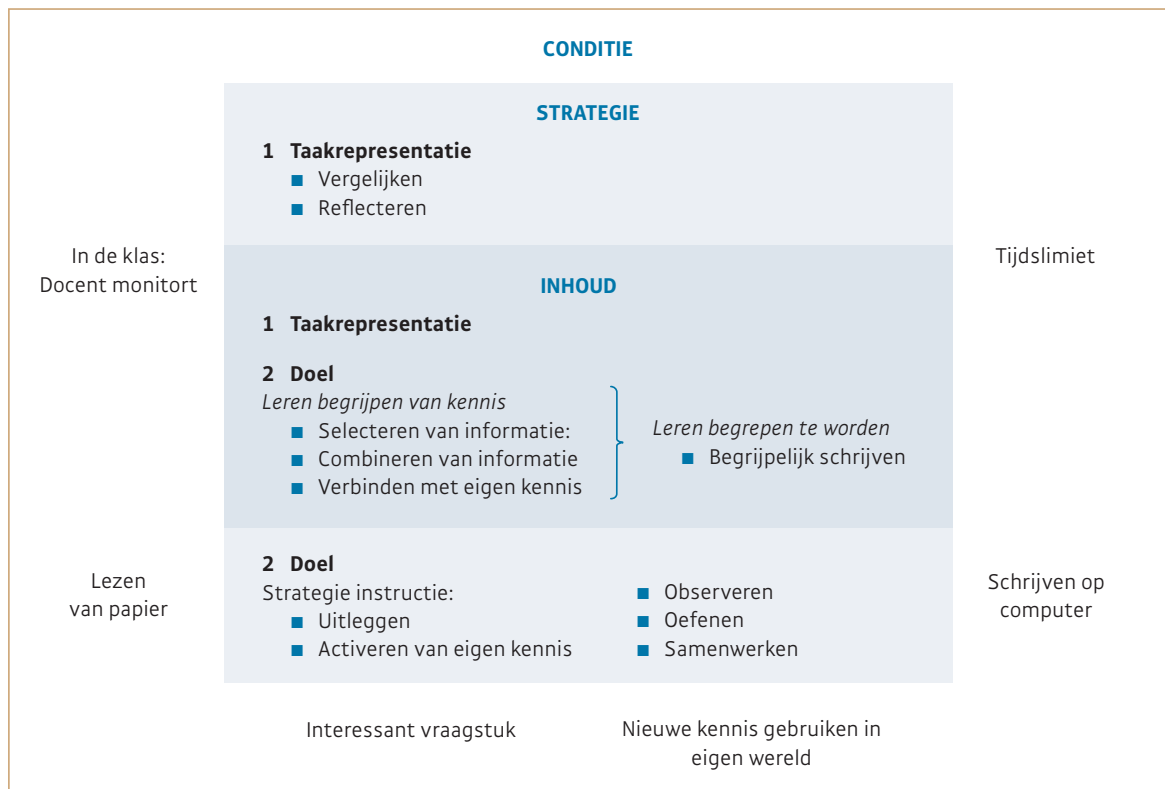 CONDITIE
STRATEGIE
1 Taakrepresentatie
■ Vergelijken
■ Reflecteren
In de klas:
Docent monitort
Tijdslimiet
INHOUD
1 Taakrepresentatie
2 Doel
Leren begrijpen van kennis
■ Selecteren van informatie:
■ Combineren van informatie
■ Verbinden met eigen kennis
Leren begrepen te worden
■ Begrijpelijk schrijven
Lezen
van papier
2 Doel
Strategie instructie:
■ Uitleggen
■ Activeren van eigen kennis
■ Observeren
■ Oefenen
■ Samenwerken
Schrijven op
computer
Interessant vraagstuk
Nieuwe kennis gebruiken in
eigen wereld